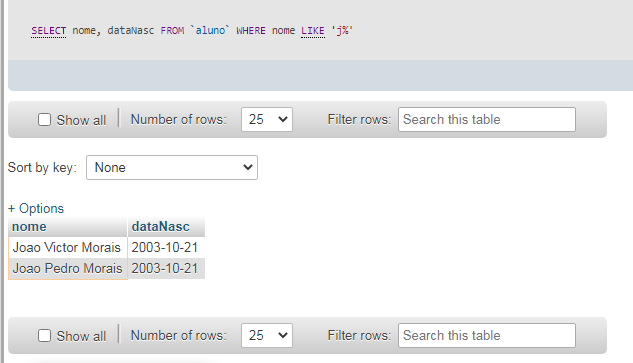 SELECT nome, dataNasc FROM `aluno` WHERE nome LIKE 'j%'
Show all Number of rows: 25 Filter rows: Search this table
Sort by key: None
+ Options
nome dataNasc
Joao Victor Morais 2003-10-21
Joao Pedro Morais 2003-10-21
Show all Number of rows: 25 Filter rows: Search this table